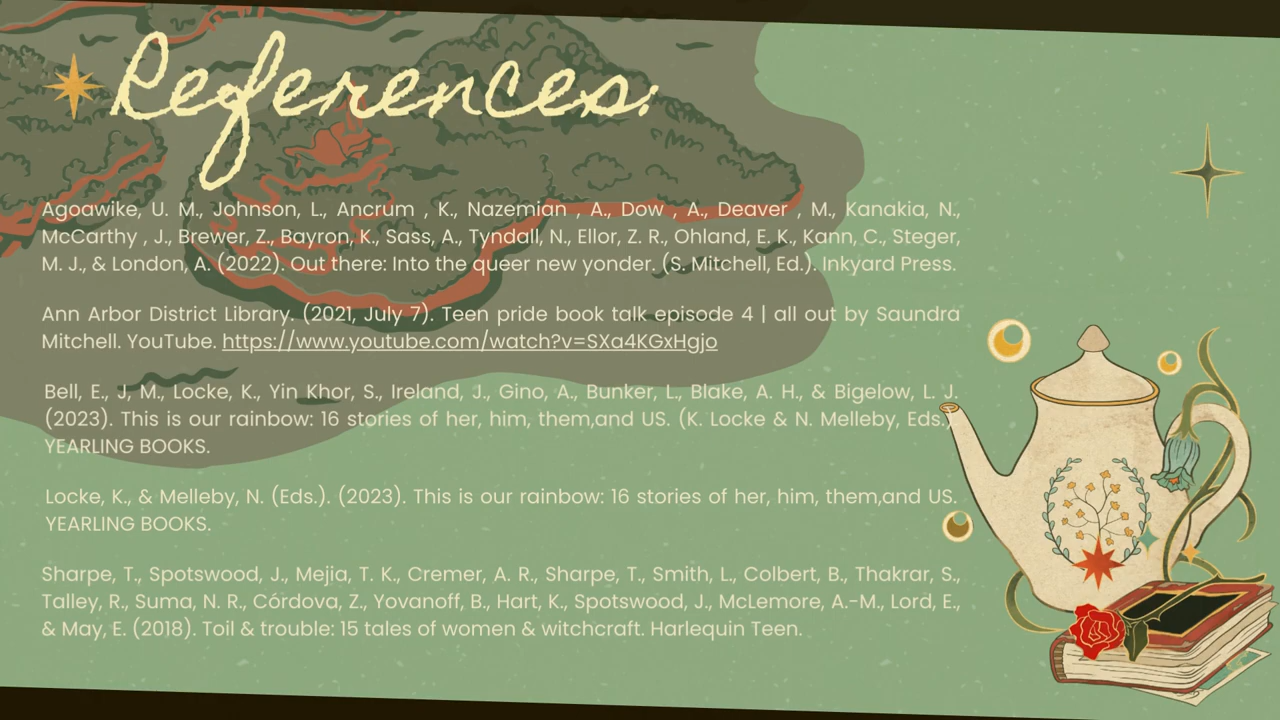 References:
Agoawike, U. M., Johnson, L., Ancrum , K., Nazemian , A., Dow , A., Deaver , M., Kanakia, N.,
McCarthy , J., Brewer, Z., Bayron, K., Sass, A., Tyndall, N., Ellor, Z. R., Ohland, E. K., Kann, C., Steger,
M. J., & London, A. (2022). Out there: Into the queer new yonder. (S. Mitchell, Ed.). Inkyard Press.
Ann Arbor District Library. (2021, July 7). Teen pride book talk episode 4 | all out by Saundra
Mitchell. YouTube. https://www.youtube.com/watch?v=SXa4KGxHgjo
Bell, E., J, M., Locke, K., Yin Khor, S., Ireland, J., Gino, A., Bunker, L., Blake, A. H., & Bigelow, L. J.
(2023). This is our rainbow: 16 stories of her, him, them,and US. (K. Locke & N. Melleby, Eds.)
YEARLING BOOKS.
Locke, K., & Melleby, N. (Eds.). (2023). This is our rainbow: 16 stories of her, him, them,and US.
YEARLING BOOKS.
Sharpe, T., Spotswood, J., Mejia, T. K., Cremer, A. R., Sharpe, T., Smith, L., Colbert, B., Thakrar, S.,
Talley, R., Suma, N. R., Córdova, Z., Yovanoff, B., Hart, K., Spotswood, J., McLemore, A.-M., Lord, E.,
& May, E. (2018). Toil & trouble: 15 tales of women & witchcraft. Harlequin Teen.